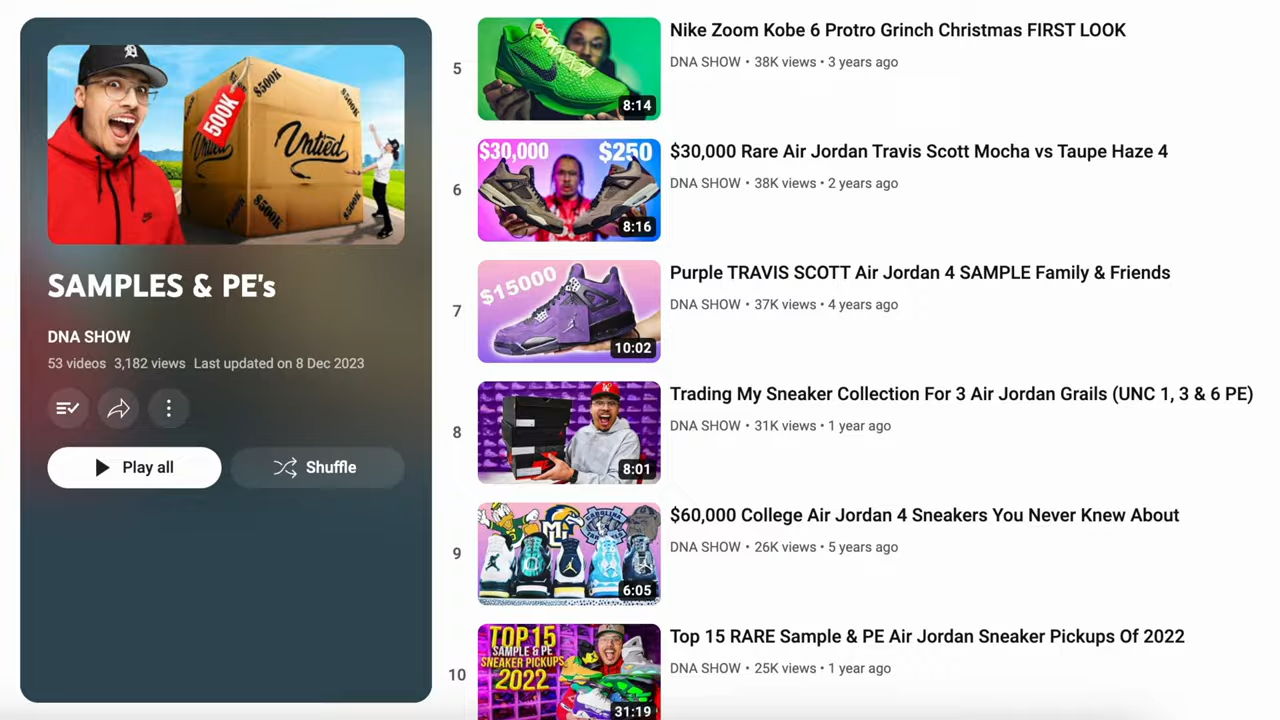 500K
Untied
Untied
$500K
$500K
$500K
$500K
SAMPLES & PE's
DNA SHOW
53 videos 3,182 views Last updated on 8 Dec 2023
Play all
Shuffle
5
8:14
Nike Zoom Kobe 6 Protro Grinch Christmas FIRST LOOK
DNA SHOW • 38K views • 3 years ago
6
$30,000
$250
8:16
$30,000 Rare Air Jordan Travis Scott Mocha vs Taupe Haze 4
DNA SHOW • 38K views • 2 years ago
7
$15000
10:02
Purple TRAVIS SCOTT Air Jordan 4 SAMPLE Family & Friends
DNA SHOW • 37K views • 4 years ago
8
8:01
Trading My Sneaker Collection For 3 Air Jordan Grails (UNC 1, 3 & 6 PE)
DNA SHOW • 31K views • 1 year ago
9
6:05
$60,000 College Air Jordan 4 Sneakers You Never Knew About
DNA SHOW • 26K views • 5 years ago
10
TOP 15
SAMPLE & PE
SNEAKER PICKUPS
2022
31:19
Top 15 RARE Sample & PE Air Jordan Sneaker Pickups Of 2022
DNA SHOW • 25K views • 1 year ago